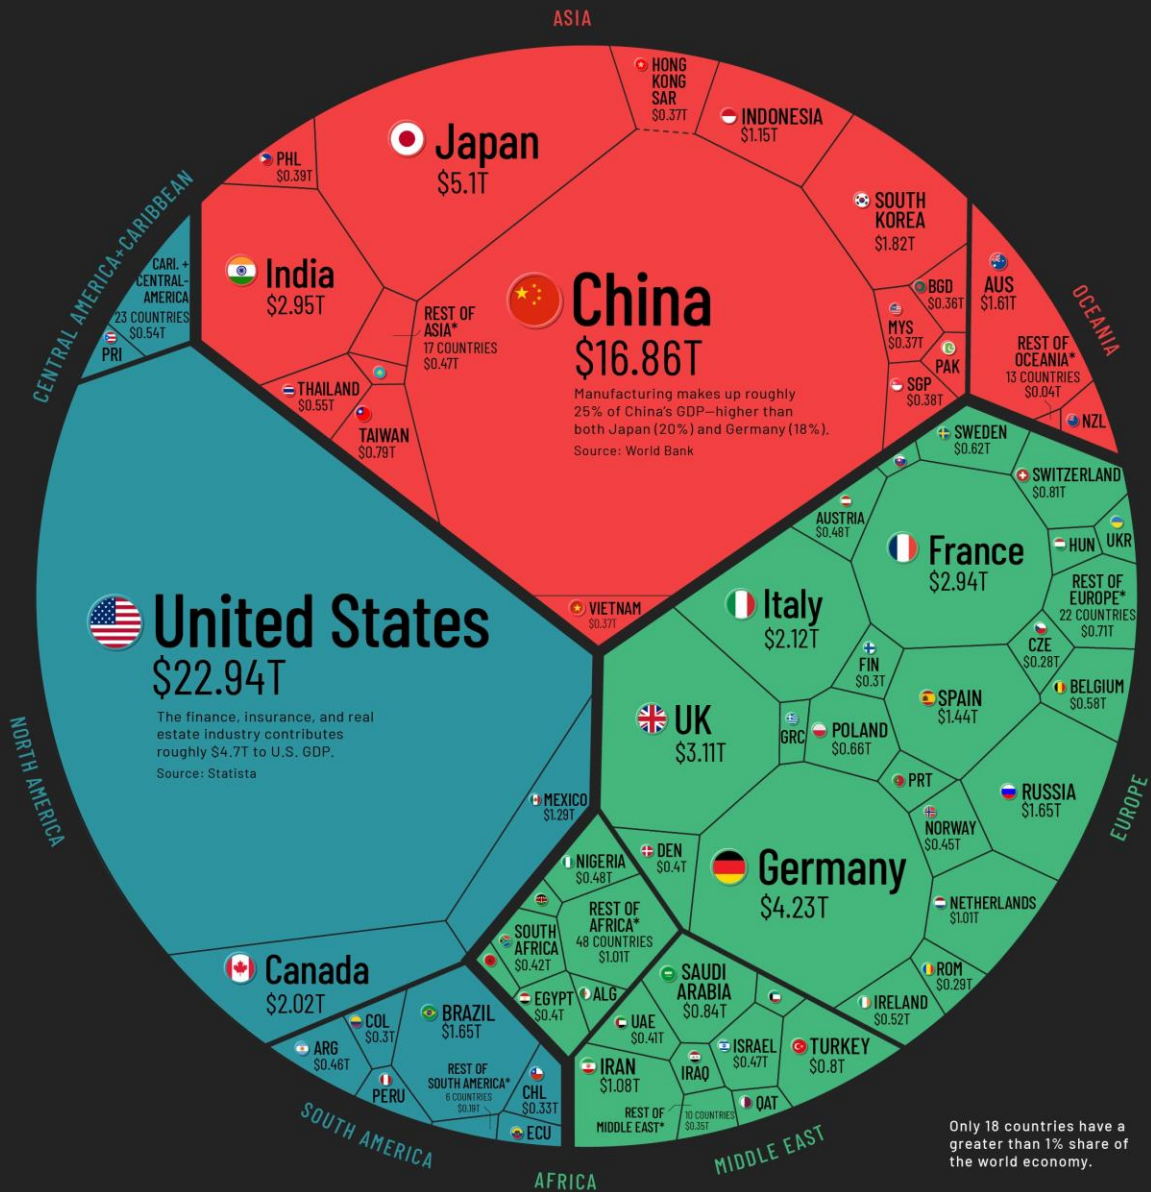 ASIA
HONG
KONG
SAR
$0.37T
INDONESIA
$1.15T
Japan
$5.1T
PHL
$0.39T
SOUTH
KOREA
$1.82T
India
$2.95T
China
$16.86T
Manufacturing makes up roughly
25% of China's GDP—higher than
both Japan (20%) and Germany (18%).
Source: World Bank
REST OF
ASIA*
17 COUNTRIES
$0.47T
BGD
$0.36T
MYS
$0.37T
PAK
SGP
$0.38T
THAILAND
$0.55T
TAIWAN
$0.79T
VIETNAM
$0.37T
OCEANIA
AUS
$1.61T
REST OF
OCEANIA*
13 COUNTRIES
$0.04T
NZL
CENTRAL AMERICA+CARIBBEAN
CARI. +
CENTRAL-
AMERICA
23 COUNTRIES
$0.54T
PRI
NORTH AMERICA
United States
$22.94T
The finance, insurance, and real
estate industry contributes
roughly $4.7T to U.S. GDP.
Source: Statista
MEXICO
$1.29T
Canada
$2.02T
EUROPE
SWEDEN
$0.62T
SWITZERLAND
$0.81T
AUSTRIA
$0.48T
France
$2.94T
HUN
UKR
REST OF
EUROPE*
22 COUNTRIES
$0.71T
Italy
$2.12T
FIN
$0.3T
CZE
$0.28T
BELGIUM
$0.58T
SPAIN
$1.44T
UK
$3.11T
GRC
POLAND
$0.66T
PRT
RUSSIA
$1.65T
NORWAY
$0.45T
DEN
$0.4T
Germany
$4.23T
NETHERLANDS
$1.01T
ROM
$0.29T
IRELAND
$0.52T
NIGERIA
$0.48T
REST OF
AFRICA*
48 COUNTRIES
$1.01T
SOUTH
AFRICA
$0.42T
EGYPT
$0.4T
ALG
AFRICA
SAUDI
ARABIA
$0.84T
UAE
$0.41T
ISRAEL
$0.47T
TURKEY
$0.8T
IRAN
$1.08T
IRAQ
QAT
REST OF
MIDDLE EAST*
10 COUNTRIES
$0.35T
MIDDLE EAST
BRAZIL
$1.65T
COL
$0.3T
ARG
$0.46T
PERU
REST OF
SOUTH AMERICA*
6 COUNTRIES
$0.19T
CHL
$0.33T
ECU
SOUTH AMERICA
Only 18 countries have a
greater than 1% share of
the world economy.